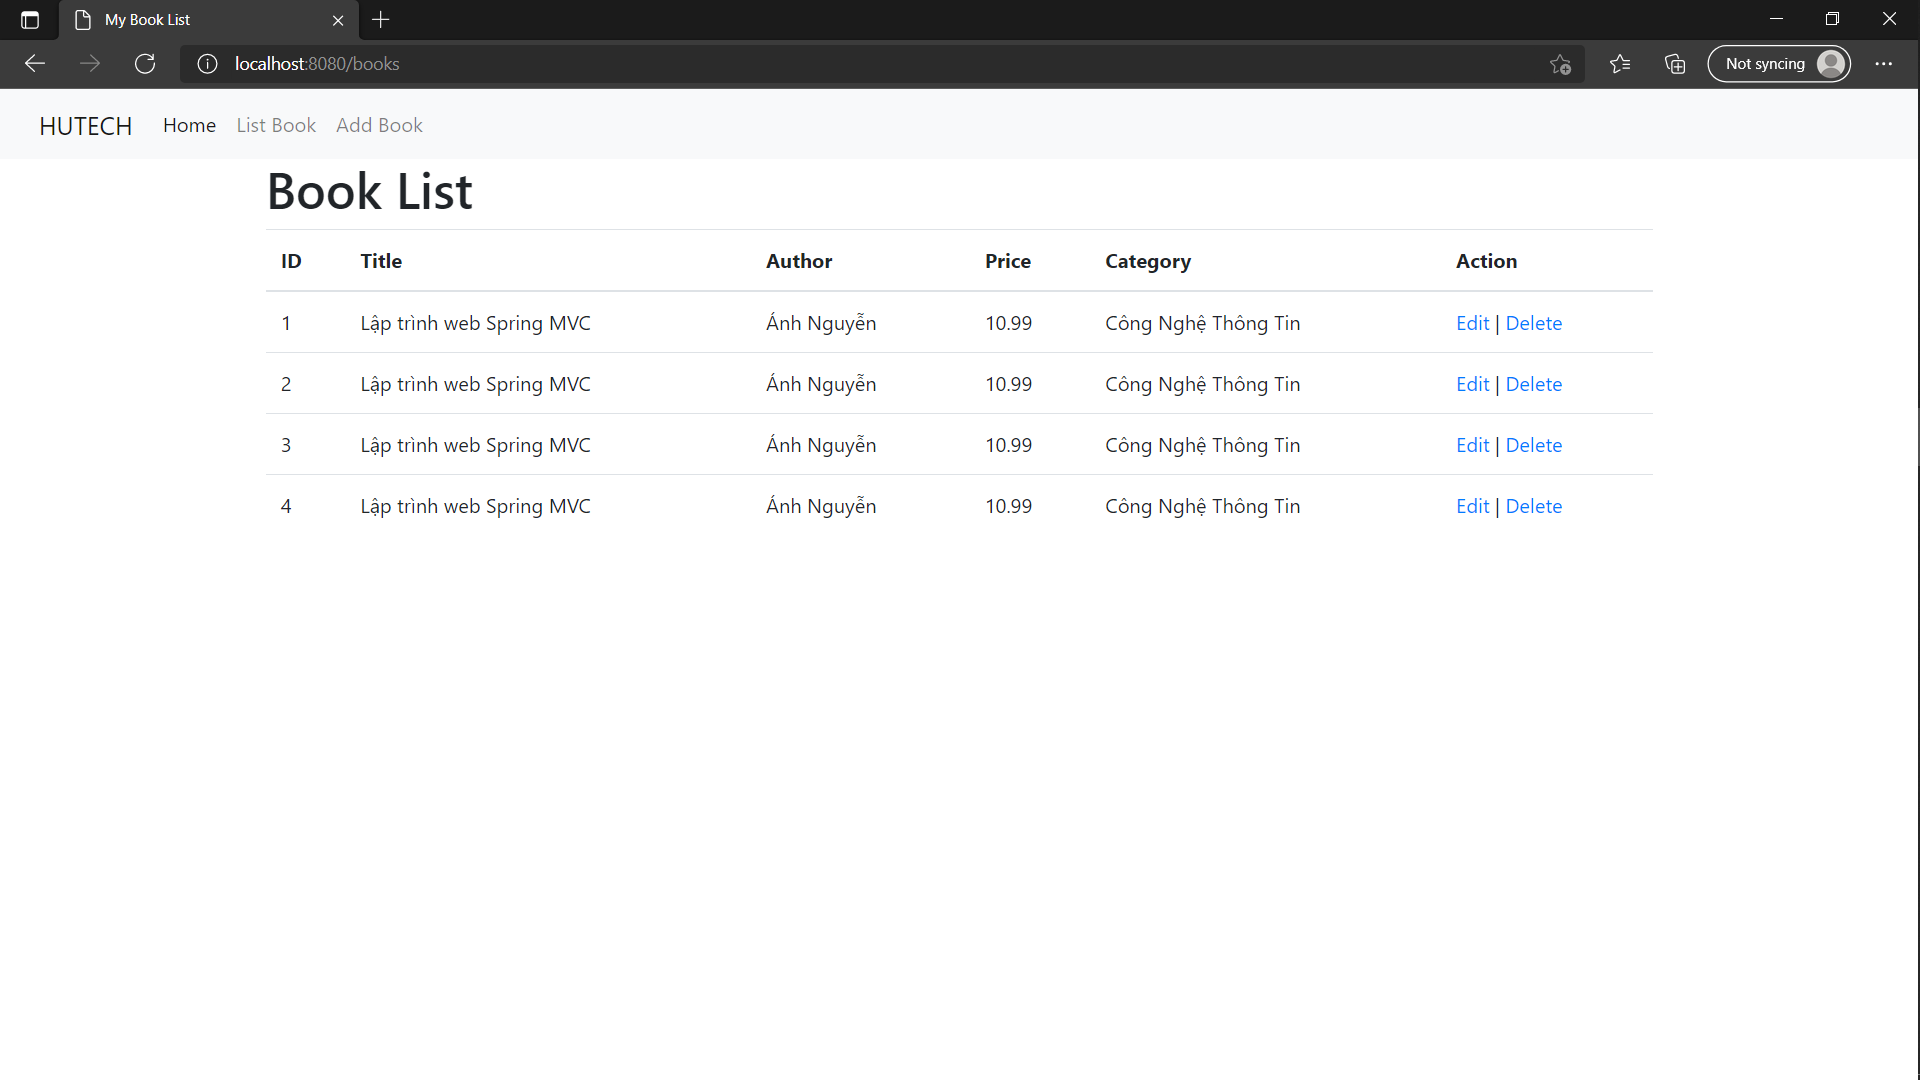 My Book List
localhost:8080/books
Not syncing
HUTECH Home List Book Add Book
Book List
ID Title Author Price Category Action
1 Lập trình web Spring MVC Ánh Nguyễn 10.99 Công Nghệ Thông Tin Edit | Delete
2 Lập trình web Spring MVC Ánh Nguyễn 10.99 Công Nghệ Thông Tin Edit | Delete
3 Lập trình web Spring MVC Ánh Nguyễn 10.99 Công Nghệ Thông Tin Edit | Delete
4 Lập trình web Spring MVC Ánh Nguyễn 10.99 Công Nghệ Thông Tin Edit | Delete